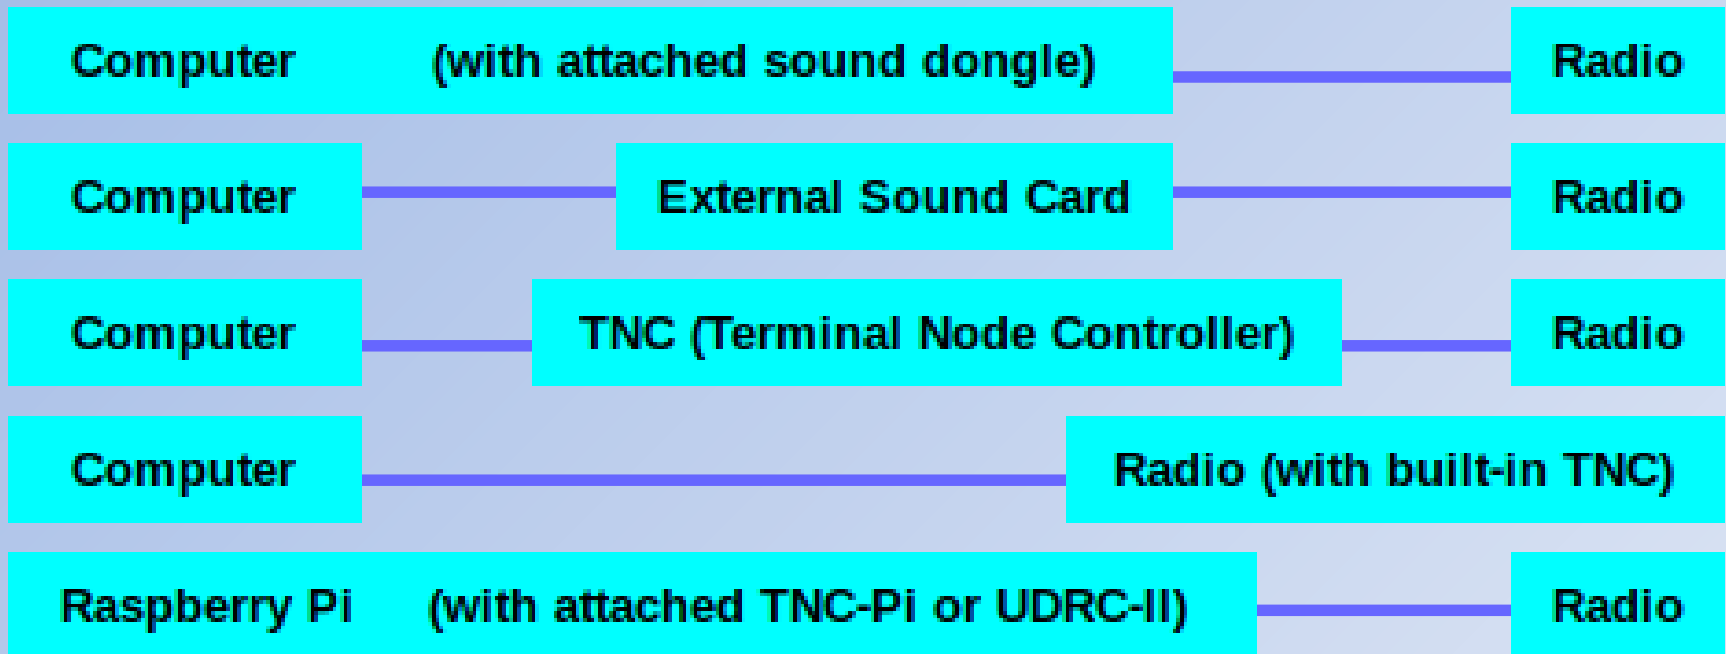 Computer (with attached sound dongle) Radio
Computer External Sound Card Radio
Computer TNC (Terminal Node Controller) Radio
Computer Radio (with built-in TNC)
Raspberry Pi (with attached TNC-Pi or UDRC-II) Radio